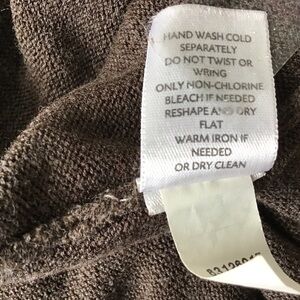 HAND WASH COLD
SEPARATELY
DO NOT TWIST OR
WRING
ONLY NON-CHLORINE
BLEACH IF NEEDED
RESHAPE AND DRY
FLAT
WARM IRON IF
NEEDED
OR DRY CLEAN